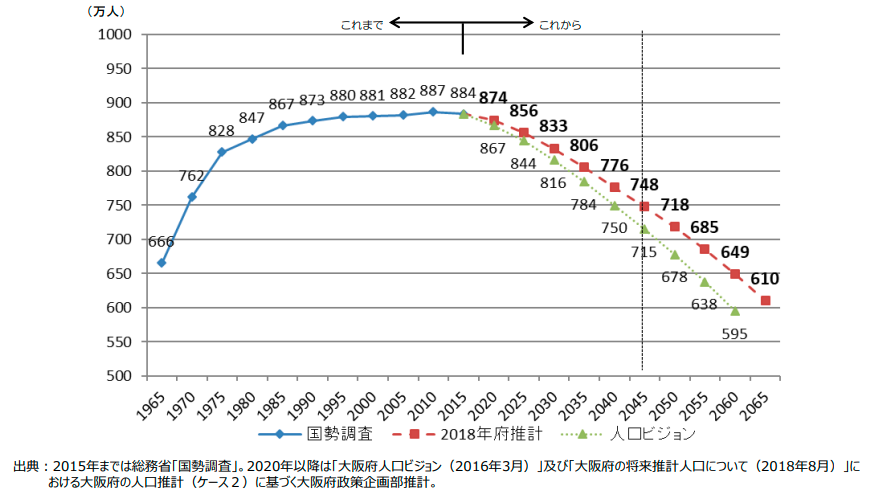 (万人)
これまで これから
1000
950
900
850
800
750
700
650
600
550
500
666 762 828 847 867 873 880 881 882 887 884
874 856 833 806 776 748 718 685 649 610
867 844 816 784 750 715 678 638 595
1965 1970 1975 1980 1985 1990 1995 2000 2005 2010 2015 2020 2025 2030 2035 2040 2045 2050 2055 2060 2065
国勢調査 2018年府推計 人口ビジョン
出典:2015年までは総務省「国勢調査」。2020年以降は「大阪府人口ビジョン(2016年3月)」及び「大阪府の将来推計人口について(2018年8月)」に
おける大阪府の人口推計(ケース2)に基づく大阪府政策企画部推計。